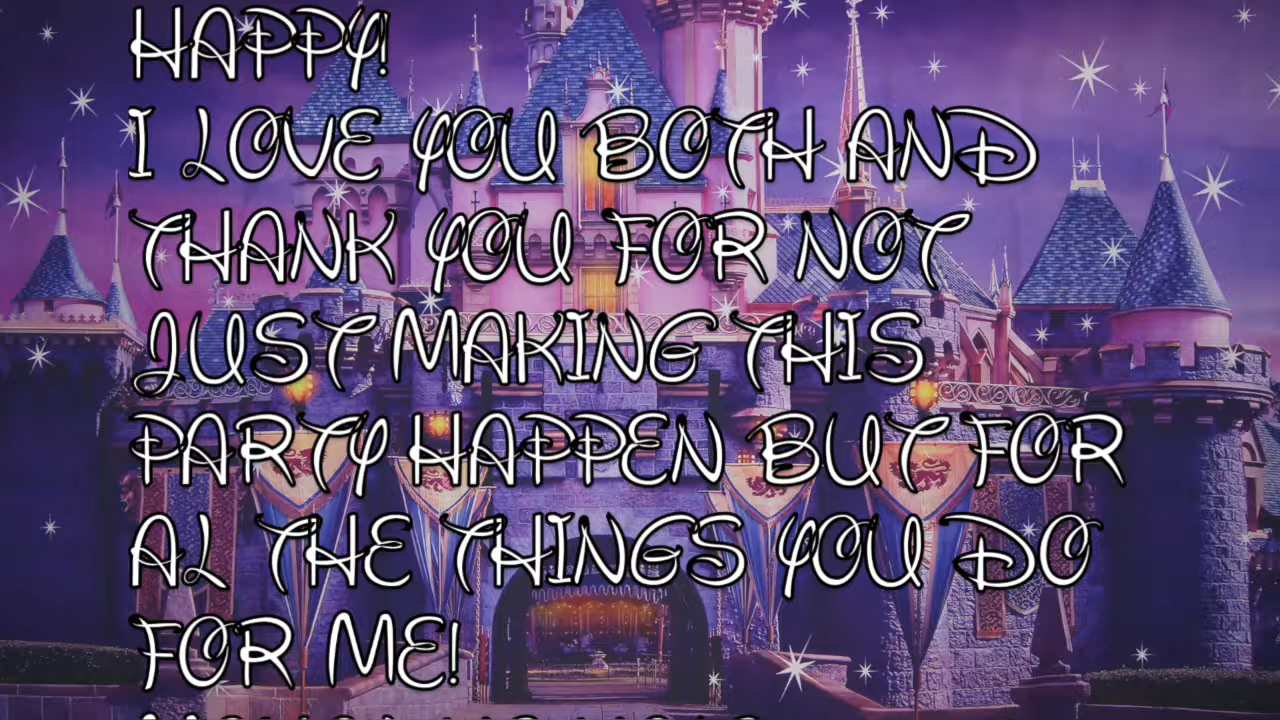 HAPPY!
I LOVE YOU BOTH AND
THANK YOU FOR NOT
JUST MAKING THIS
PARTY HAPPEN BUT FOR
AL THE THINGS YOU DO
FOR ME!